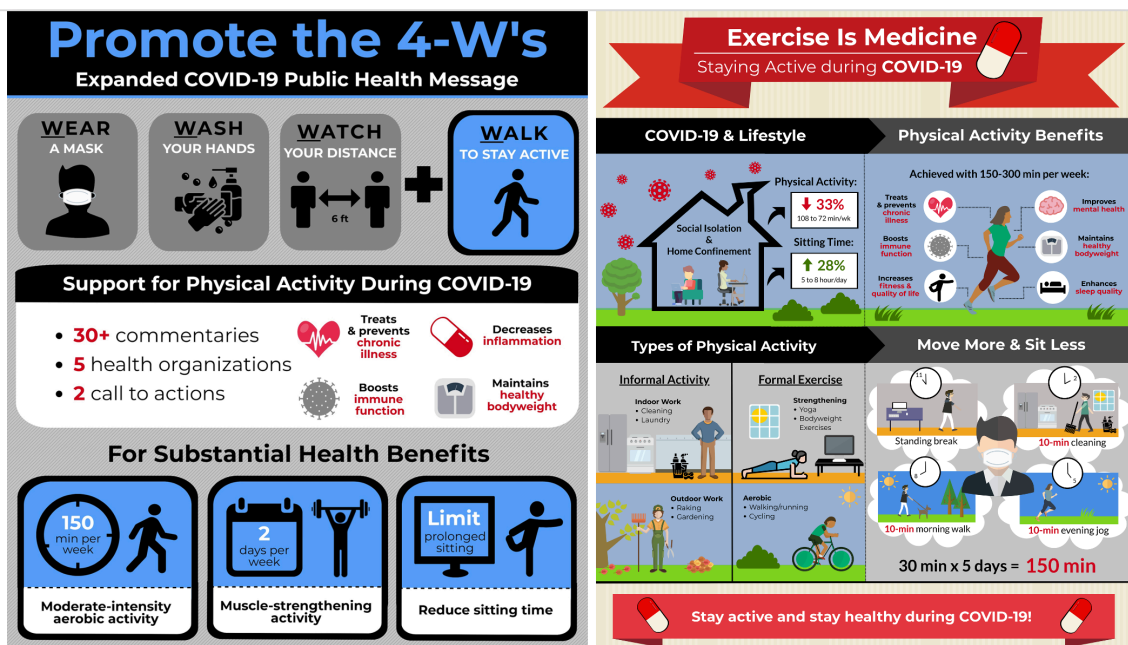 Promote the 4-W's
Expanded COVID-19 Public Health Message
WEAR
A MASK
WASH
YOUR HANDS
WATCH
YOUR DISTANCE
6 ft
WALK
TO STAY ACTIVE
Support for Physical Activity During COVID-19
• 30+ commentaries
• 5 health organizations
• 2 call to actions
Treats
& prevents
chronic
illness
Decreases
inflammation
Boosts
immune
function
Maintains
healthy
bodyweight
For Substantial Health Benefits
150
min per
week
Moderate-intensity
aerobic activity
2
days per
week
Muscle-strengthening
activity
Limit
prolonged
sitting
Reduce sitting time
Exercise Is Medicine
Staying Active during COVID-19
COVID-19 & Lifestyle
Social Isolation
&
Home Confinement
Physical Activity:
33%
108 to 72 min/wk
Sitting Time:
28%
5 to 8 hour/day
Physical Activity Benefits
Achieved with 150-300 min per week:
Treats
& prevents
chronic
illness
Boosts
immune
function
Increases
fitness &
quality of life
Improves
mental health
Maintains
healthy
bodyweight
Enhances
sleep quality
Types of Physical Activity
Informal Activity
Indoor Work
• Cleaning
• Laundry
Outdoor Work
• Raking
• Gardening
Formal Exercise
Strengthening
• Yoga
• Bodyweight
Exercises
Aerobic
• Walking/running
• Cycling
Move More & Sit Less
11
Standing break
2
10-min cleaning
8
10-min morning walk
5
10-min evening jog
30 min x 5 days = 150 min
Stay active and stay healthy during COVID-19!